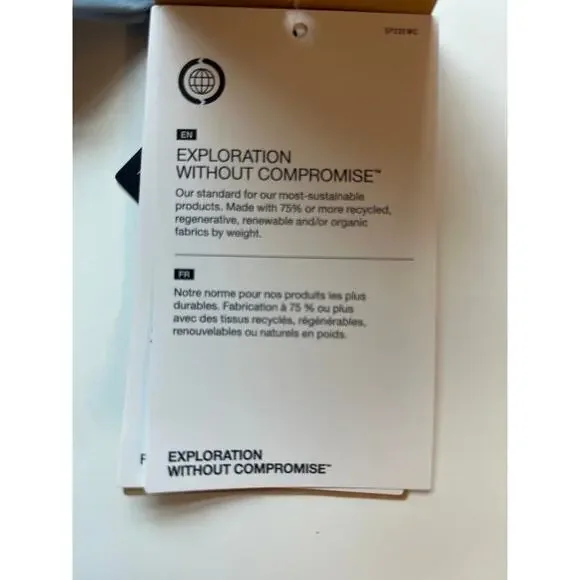 EN
EXPLORATION
WITHOUT COMPROMISE™
Our standard for our most-sustainable
products. Made with 75% or more recycled,
regenerative, renewable and/or organic
fabrics by weight.
FR
Notre norme pour nos produits les plus
durables. Fabrication à 75 % ou plus
avec des tissus recyclés, régénérables,
renouvelables ou naturels en poids.
EXPLORATION
WITHOUT COMPROMISE™